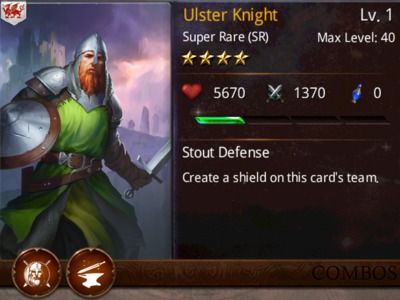 Ulster Knight Lv. 1
Super Rare (SR) Max Level: 40
5670 1370 0
Stout Defense
Create a shield on this card's team.
COMBOS